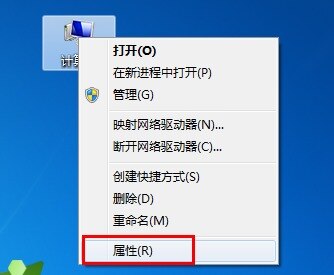 计算
打开(O)
在新进程中打开(P)
管理(G)
映射网络驱动器(N)...
断开网络驱动器(C)...
创建快捷方式(S)
删除(D)
重命名(M)
属性(R)